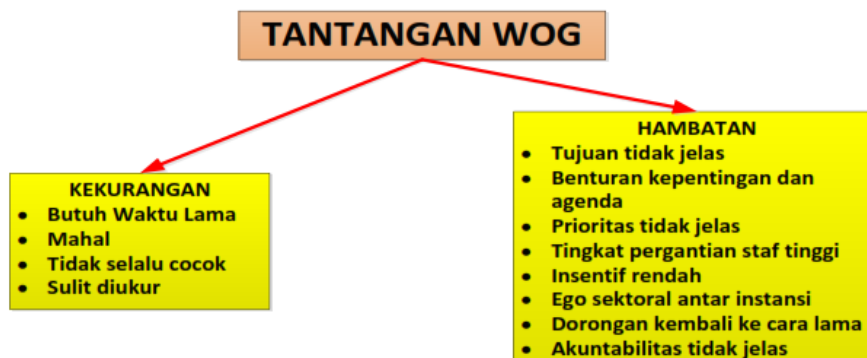 TANTANGAN WOG
KEKURANGAN
• Butuh Waktu Lama
• Mahal
• Tidak selalu cocok
• Sulit diukur
HAMBATAN
• Tujuan tidak jelas
• Benturan kepentingan dan
agenda
• Prioritas tidak jelas
• Tingkat pergantian staf tinggi
• Insentif rendah
• Ego sektoral antar instansi
• Dorongan kembali ke cara lama
• Akuntabilitas tidak jelas